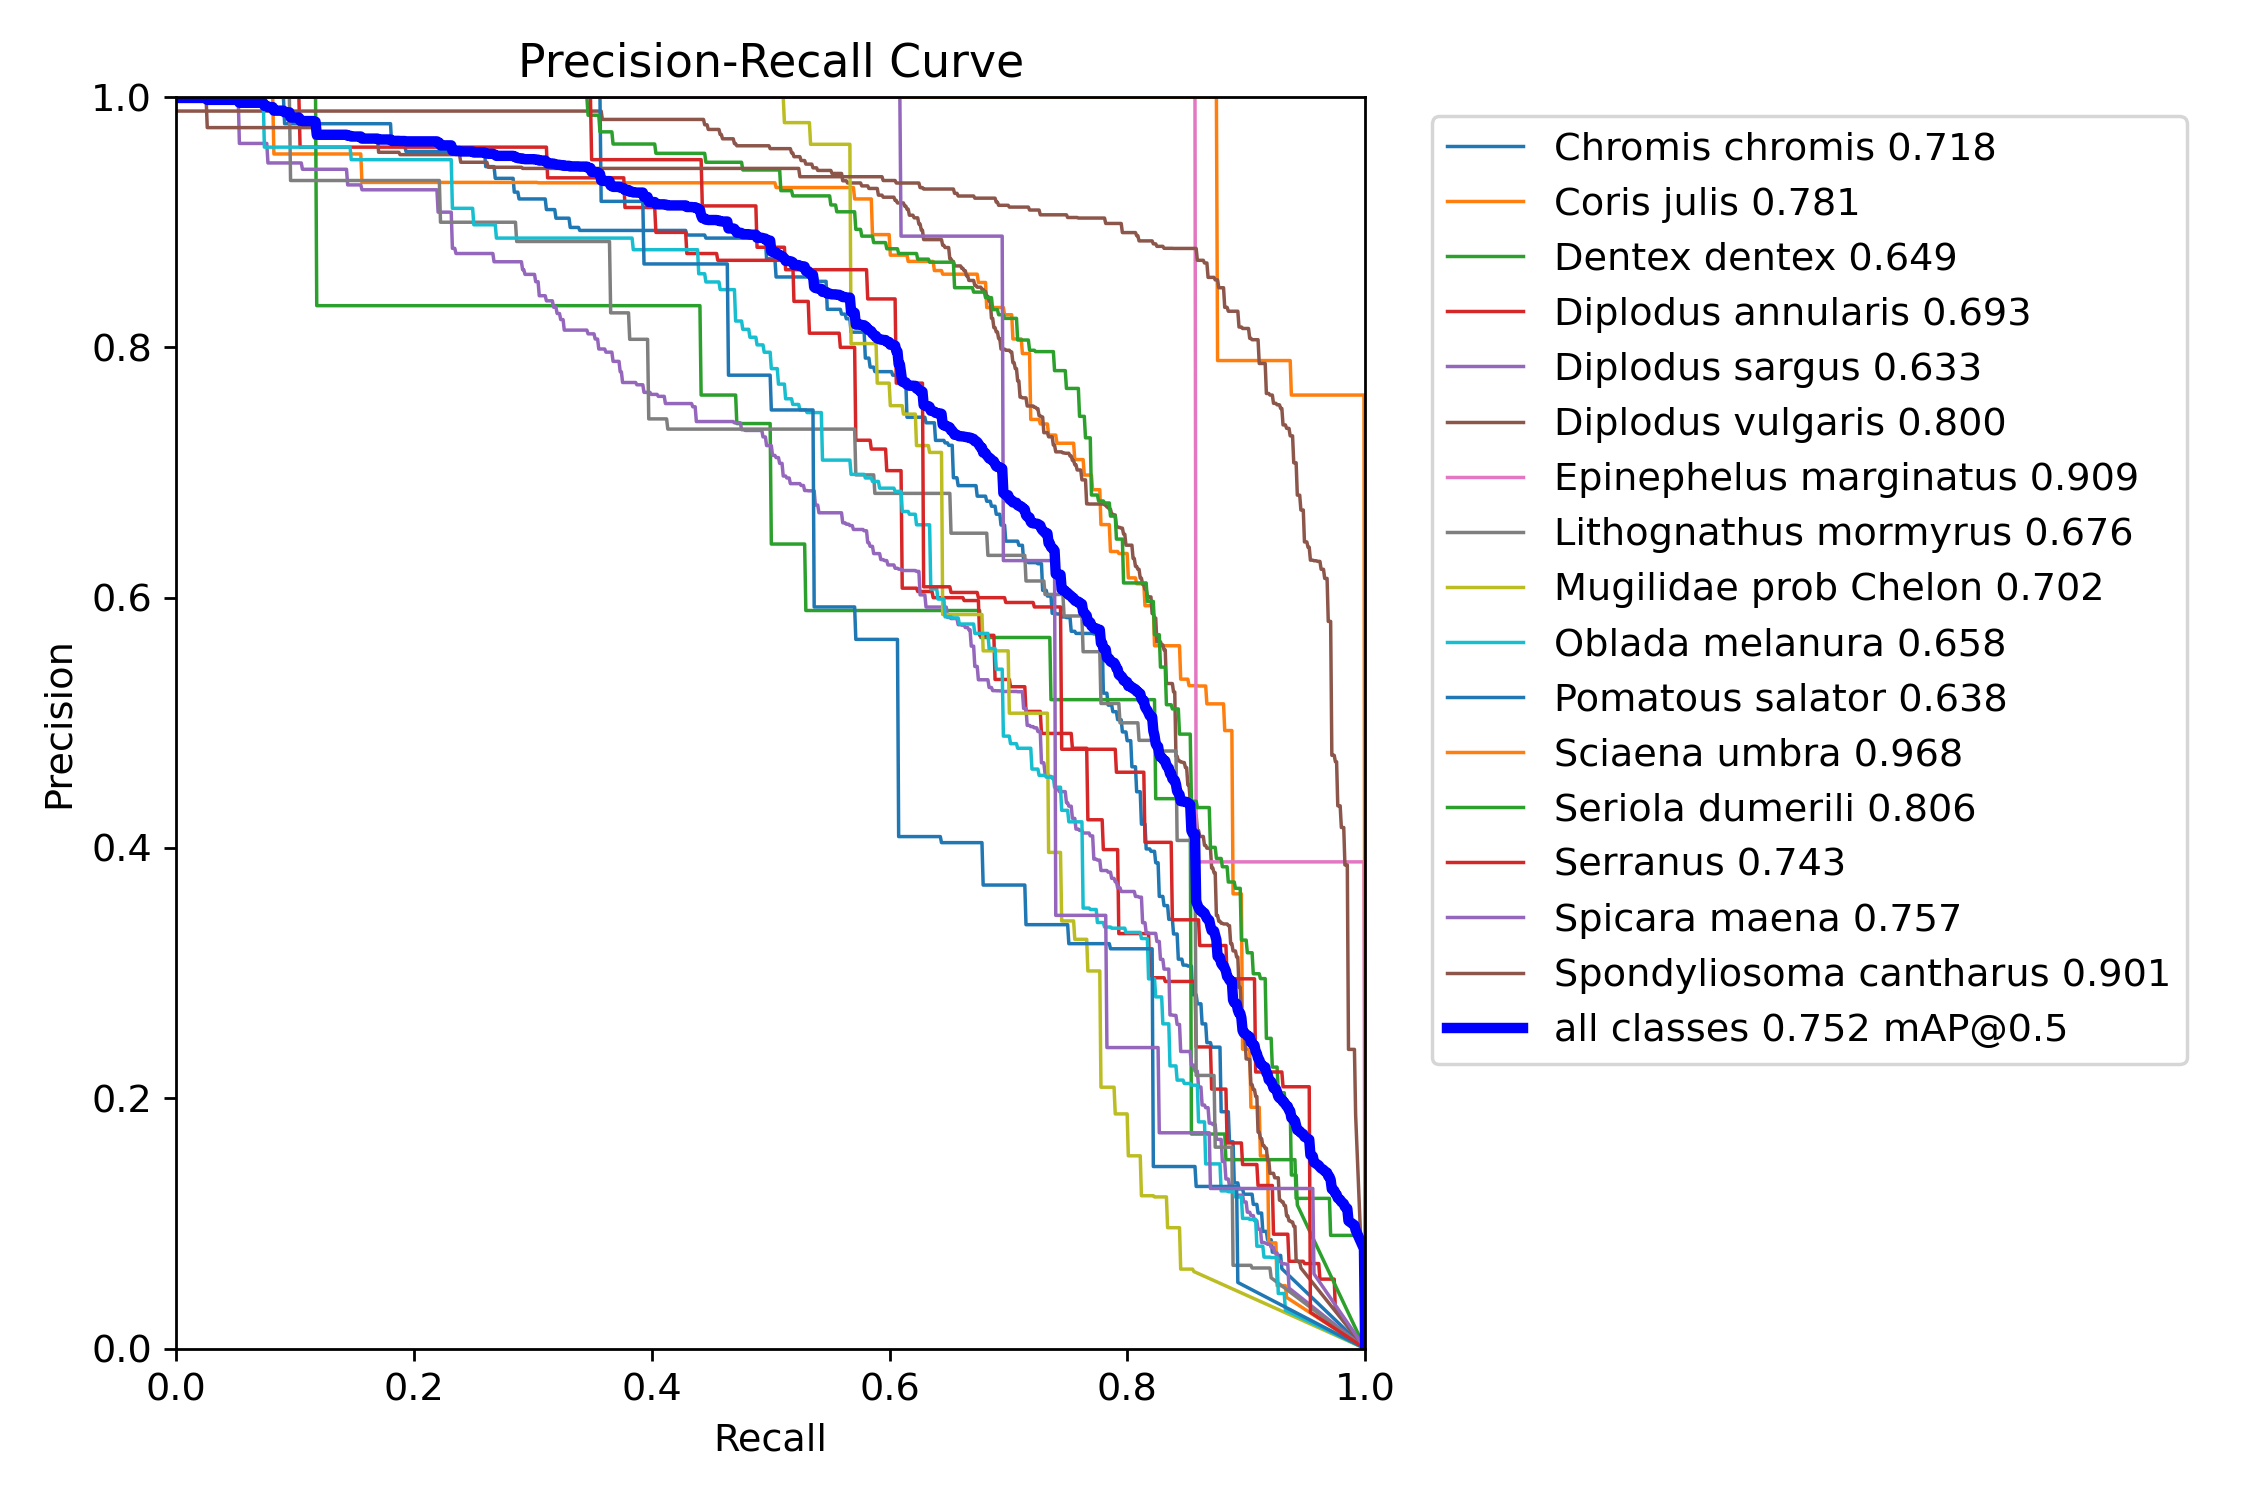 Precision-Recall Curve
1.0
0.8
0.6
0.4
0.2
0.0
Precision
0.0 0.2 0.4 0.6 0.8 1.0
Recall
Chromis chromis 0.718
Coris julis 0.781
Dentex dentex 0.649
Diplodus annularis 0.693
Diplodus sargus 0.633
Diplodus vulgaris 0.800
Epinephelus marginatus 0.909
Lithognathus mormyrus 0.676
Mugilidae prob Chelon 0.702
Oblada melanura 0.658
Pomatous salator 0.638
Sciaena umbra 0.968
Seriola dumerili 0.806
Serranus 0.743
Spicara maena 0.757
Spondyliosoma cantharus 0.901
all classes 0.752 mAP@0.5